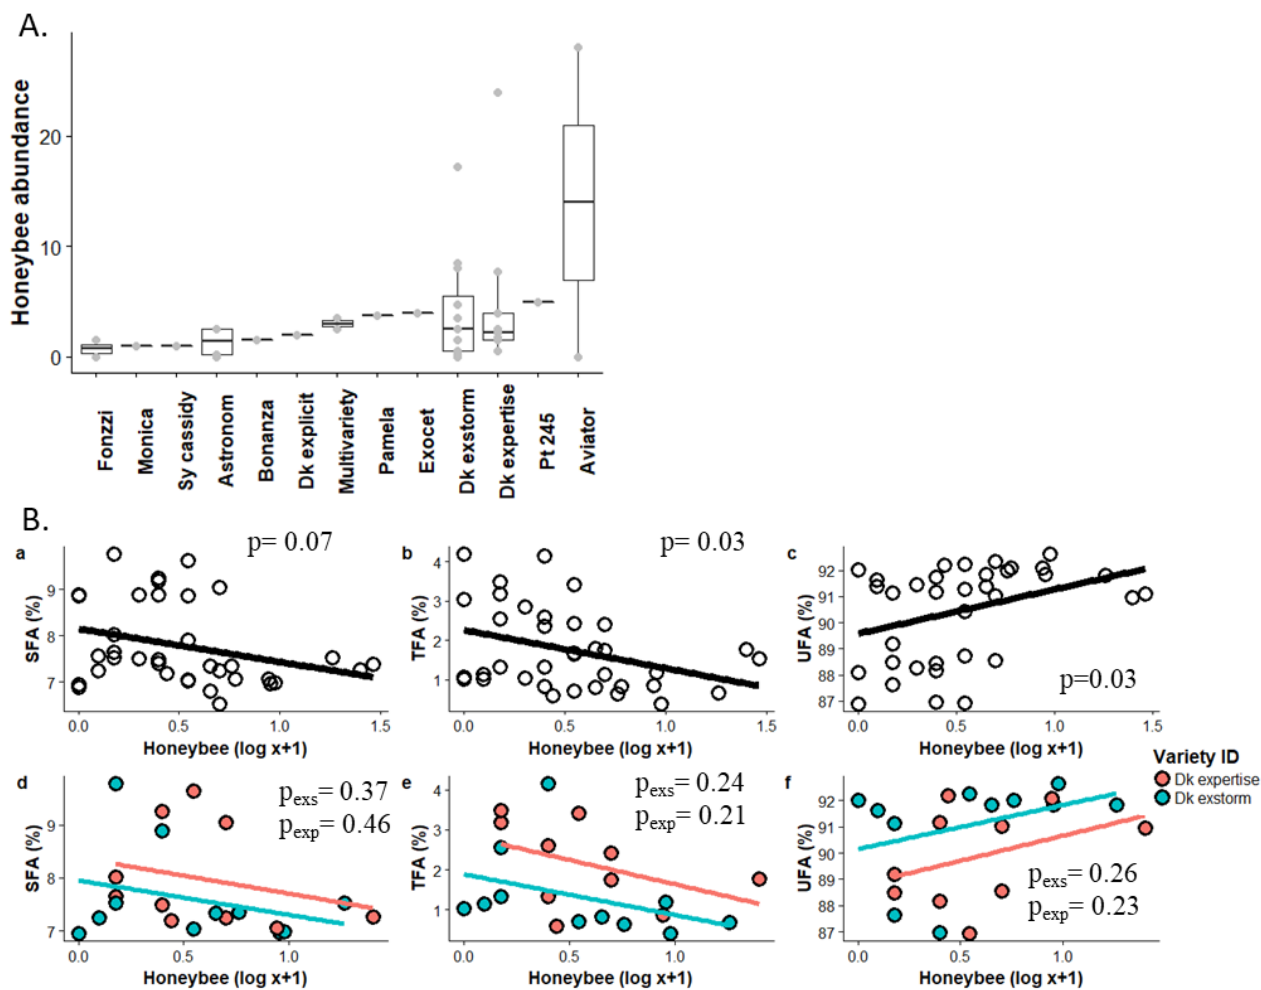 A.
Honeybee abundance
20
10
0
Fonzzi
Monica
Sy cassidy
Astronom
Bonanza
Dk explicit
Multivariety
Pamela
Exocet
Dk exstorm
Dk expertise
Pt 245
Aviator
B.
a
p= 0.07
SFA (%)
9
8
7
0.0 0.5 1.0 1.5
Honeybee (log x+1)
b
p= 0.03
TFA (%)
4
3
2
1
0.0 0.5 1.0 1.5
Honeybee (log x+1)
c
p=0.03
UFA (%)
92
91
90
89
88
87
0.0 0.5 1.0 1.5
Honeybee (log x+1)
d
pexs= 0.37
pexp= 0.46
SFA (%)
9
8
7
0.0 0.5 1.0
Honeybee (log x+1)
e
pexs= 0.24
pexp= 0.21
TFA (%)
4
3
2
1
0.0 0.5 1.0
Honeybee (log x+1)
f
pexs= 0.26
pexp= 0.23
UFA (%)
92
91
90
89
88
87
0.0 0.5 1.0
Honeybee (log x+1)
Variety ID
Dk expertise
Dk exstorm